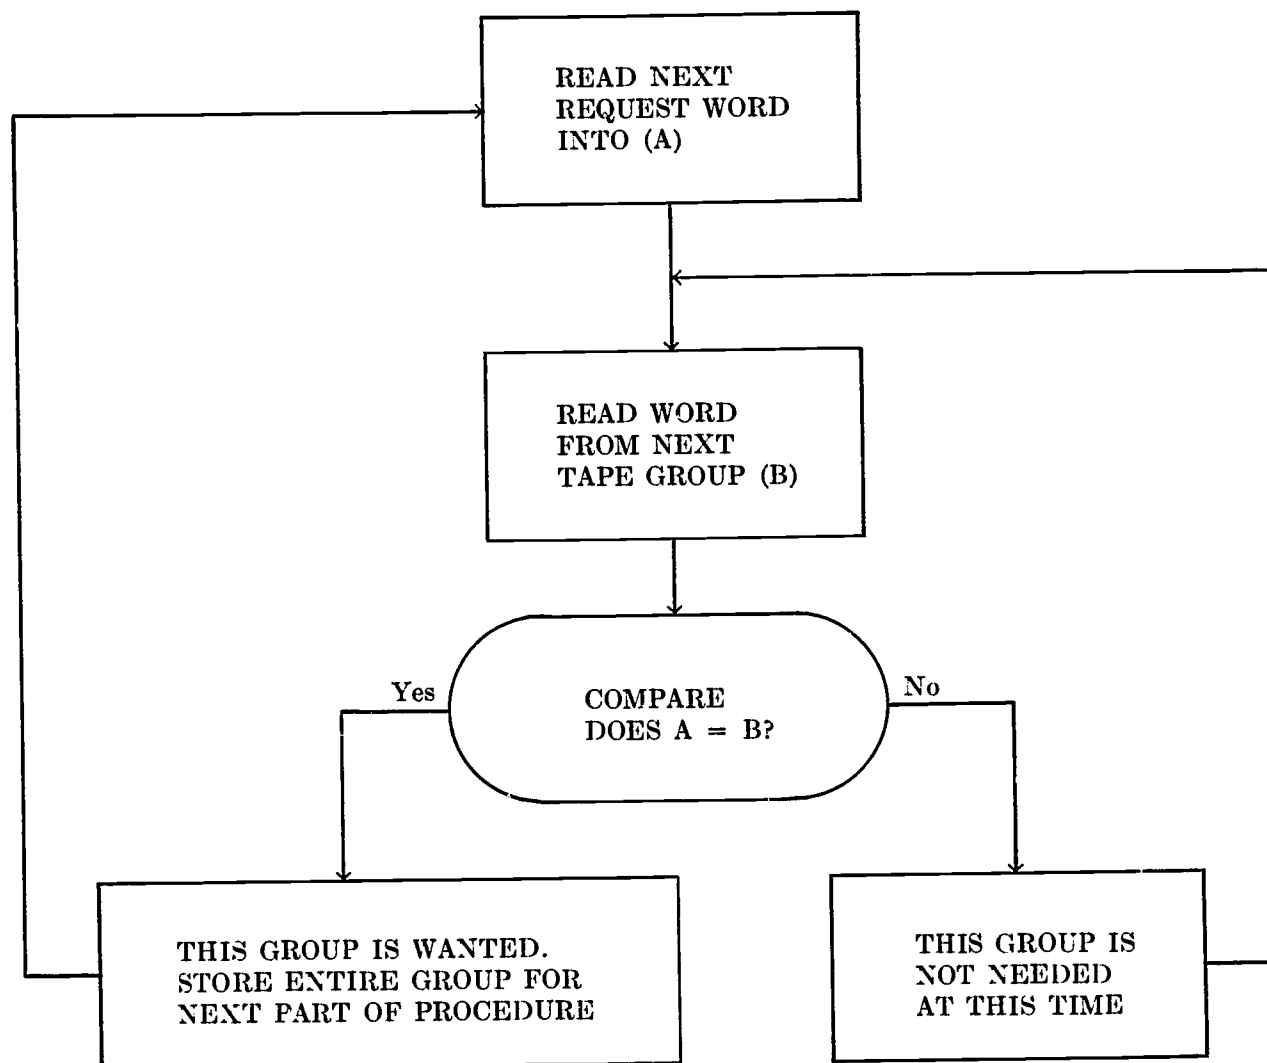 READ NEXT
REQUEST WORD
INTO (A)
READ WORD
FROM NEXT
TAPE GROUP (B)
COMPARE
DOES A = B?
Yes
No
THIS GROUP IS WANTED.
STORE ENTIRE GROUP FOR
NEXT PART OF PROCEDURE
THIS GROUP IS
NOT NEEDED
AT THIS TIME